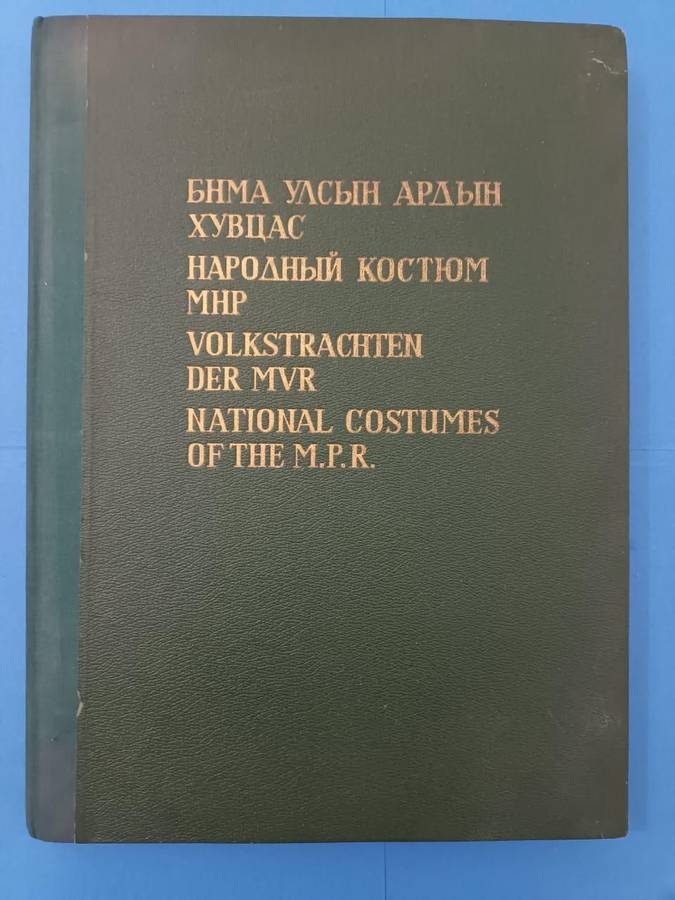 БНМА УЛСЫН АРДЫН
ХУВЦАС
НАРОДНЫЙ КОСТЮМ
МНР
VOLKSTRACHTEN
DER MVR
NATIONAL COSTUMES
OF THE M.P.R.